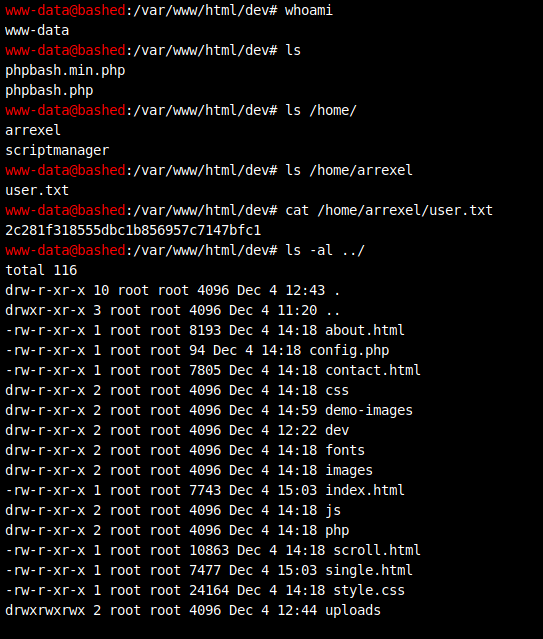 www-data@bashed:/var/www/html/dev# whoami
www-data
www-data@bashed:/var/www/html/dev# ls
phpbash.min.php
phpbash.php
www-data@bashed:/var/www/html/dev# ls /home/
arrexel
scriptmanager
www-data@bashed:/var/www/html/dev# ls /home/arrexel
user.txt
www-data@bashed:/var/www/html/dev# cat /home/arrexel/user.txt
2c281f318555dbc1b856957c7147bfc1
www-data@bashed:/var/www/html/dev# ls -al ../
total 116
drw-r-xr-x 10 root root 4096 Dec 4 12:43 .
drwxr-xr-x 3 root root 4096 Dec 4 11:20 ..
-rw-r-xr-x 1 root root 8193 Dec 4 14:18 about.html
-rw-r-xr-x 1 root root 94 Dec 4 14:18 config.php
-rw-r-xr-x 1 root root 7805 Dec 4 14:18 contact.html
drw-r-xr-x 2 root root 4096 Dec 4 14:18 css
drw-r-xr-x 2 root root 4096 Dec 4 14:59 demo-images
drw-r-xr-x 2 root root 4096 Dec 4 12:22 dev
drw-r-xr-x 2 root root 4096 Dec 4 14:18 fonts
drw-r-xr-x 2 root root 4096 Dec 4 14:18 images
-rw-r-xr-x 1 root root 7743 Dec 4 15:03 index.html
drw-r-xr-x 2 root root 4096 Dec 4 14:18 js
drw-r-xr-x 2 root root 4096 Dec 4 14:18 php
-rw-r-xr-x 1 root root 10863 Dec 4 14:18 scroll.html
-rw-r-xr-x 1 root root 7477 Dec 4 15:03 single.html
-rw-r-xr-x 1 root root 24164 Dec 4 14:18 style.css
drwxrwxrwx 2 root root 4096 Dec 4 12:44 uploads